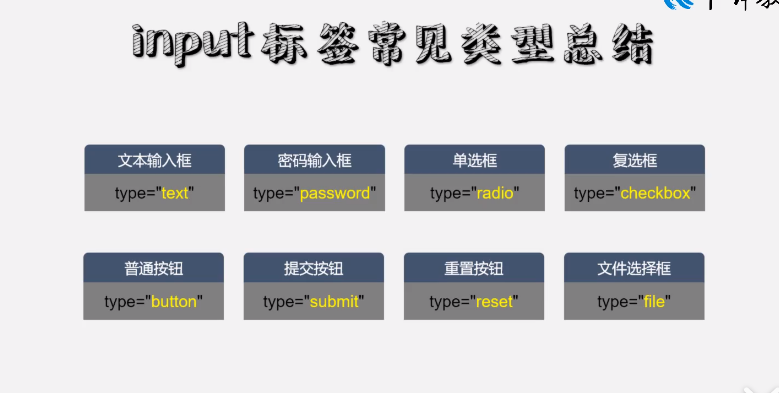 input标签常见类型总结
文本输入框 密码输入框 单选框 复选框
type="text" type="password" type="radio" type="checkbox"
普通按钮 提交按钮 重置按钮 文件选择框
type="button" type="submit" type="reset" type="file"